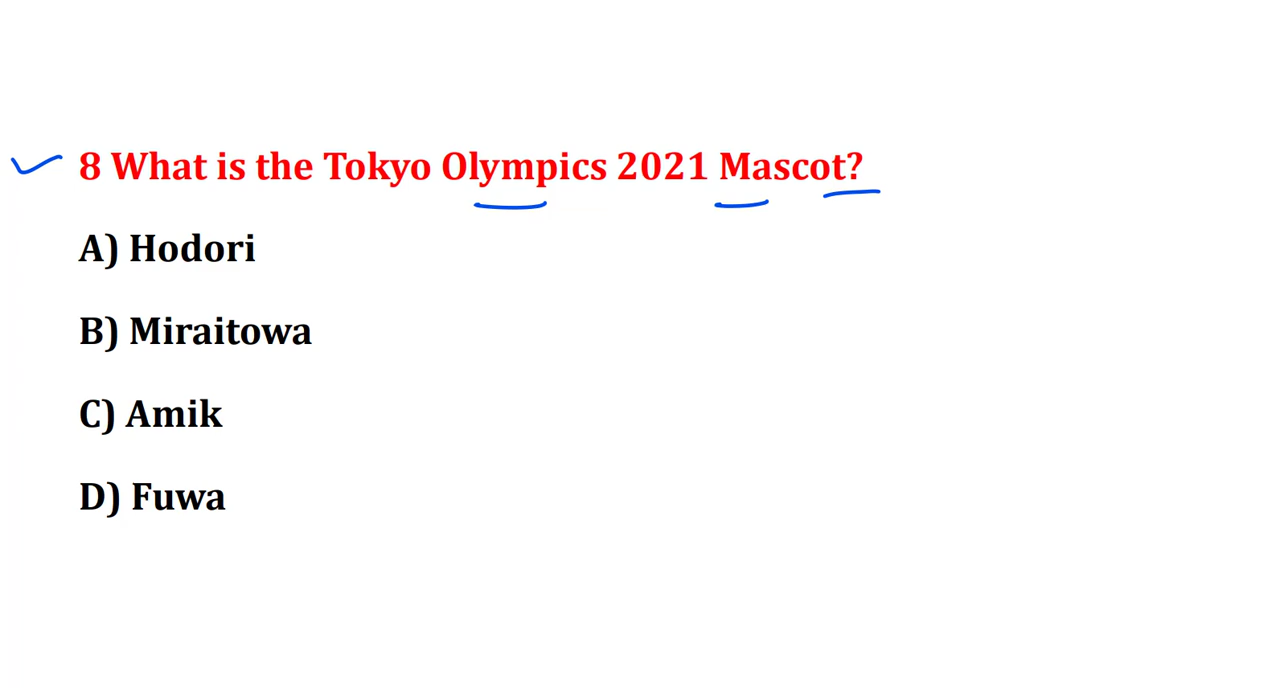 8 What is the Tokyo Olympics 2021 Mascot?
A) Hodori
B) Miraitowa
C) Amik
D) Fuwa